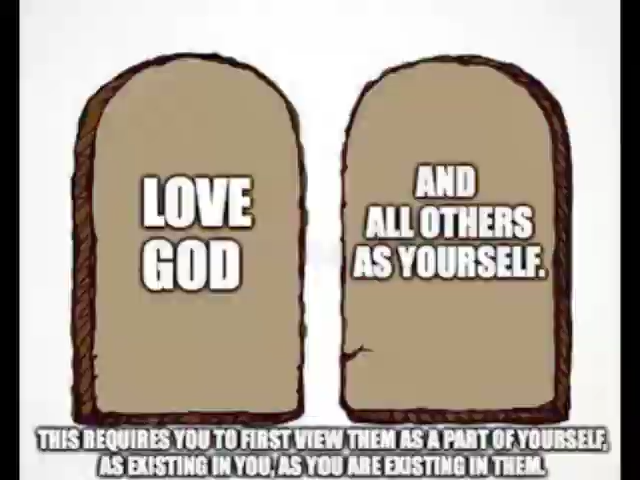 LOVE
GOD
AND
ALL OTHERS
AS YOURSELF.
THIS REQUIRES YOU TO FIRST VIEW THEM AS A PART OF YOURSELF,
AS EXISTING IN YOU, AS YOU ARE EXISTING IN THEM.